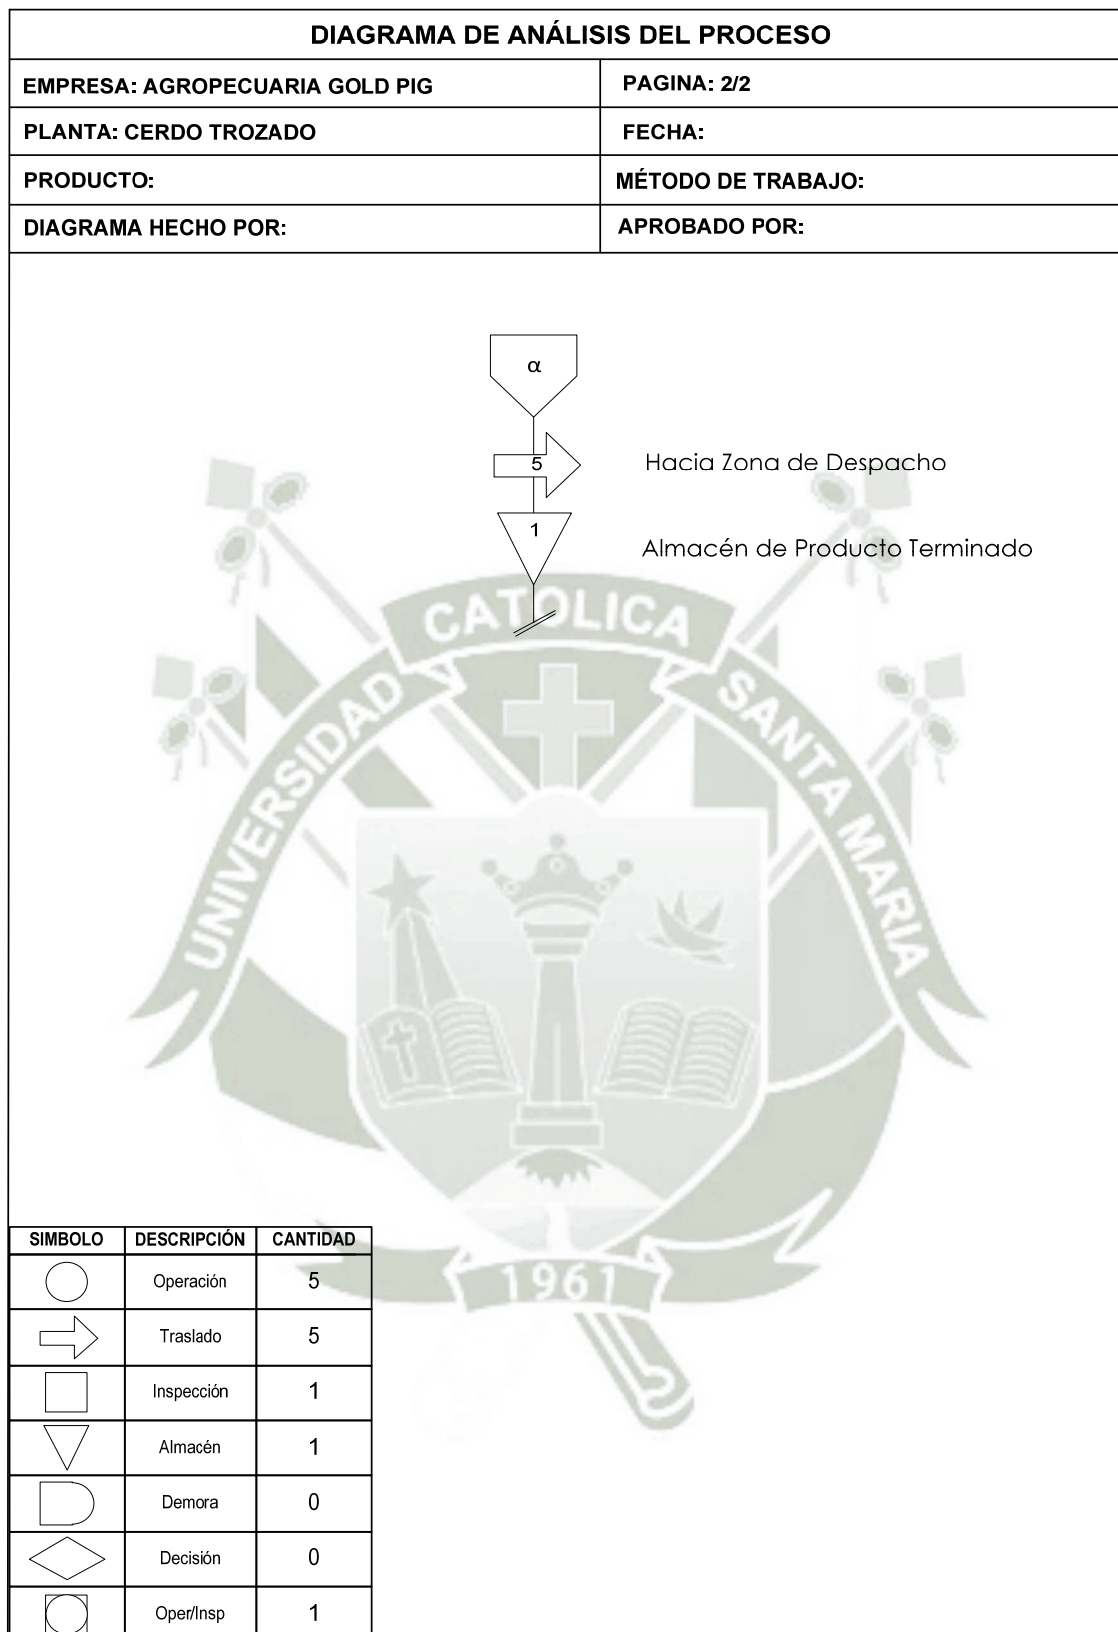 DIAGRAMA DE ANÁLISIS DEL PROCESO
EMPRESA: AGROPECUARIA GOLD PIG
PAGINA: 2/2
PLANTA: CERDO TROZADO
FECHA:
PRODUCTO:
MÉTODO DE TRABAJO:
DIAGRAMA HECHO POR:
APROBADO POR:
α
5 Hacia Zona de Despacho
1
Almacén de Producto Terminado
UNIVERSIDAD CATOLICA SANTA MARIA
1961
SIMBOLO DESCRIPCIÓN CANTIDAD
Operación 5
Traslado 5
Inspección 1
Almacén 1
Demora 0
Decisión 0
Oper/Insp 1